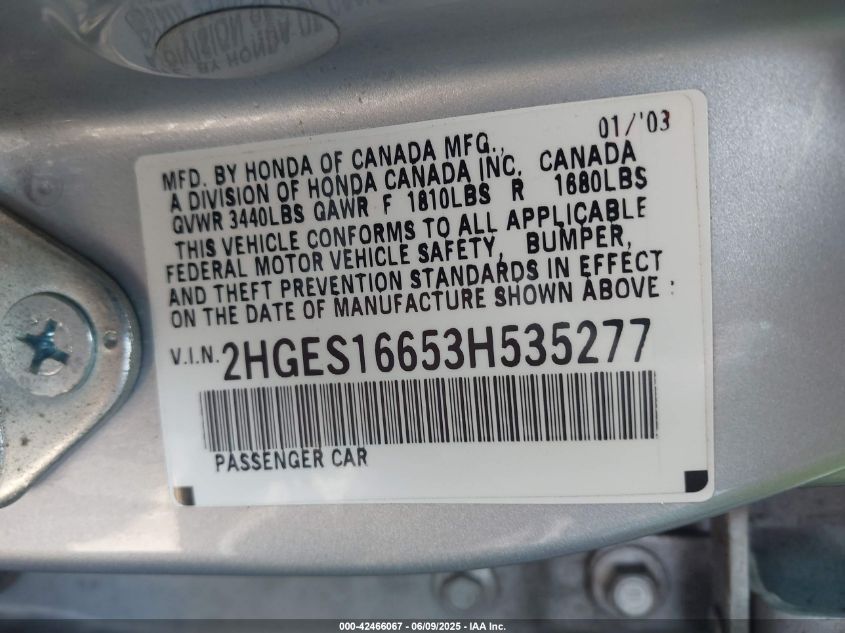 01/'03
MFD. BY HONDA OF CANADA MFG.,
A DIVISION OF HONDA CANADA INC. CANADA
GVWR 3440LBS GAWR F 1810LBS R 1680LBS
THIS VEHICLE CONFORMS TO ALL APPLICABLE
FEDERAL MOTOR VEHICLE SAFETY, BUMPER,
AND THEFT PREVENTION STANDARDS IN EFFECT
ON THE DATE OF MANUFACTURE SHOWN ABOVE:
V.I.N. 2HGES16653H535277
PASSENGER CAR
000-42466067 | 06/09/2025 - IAA Inc.